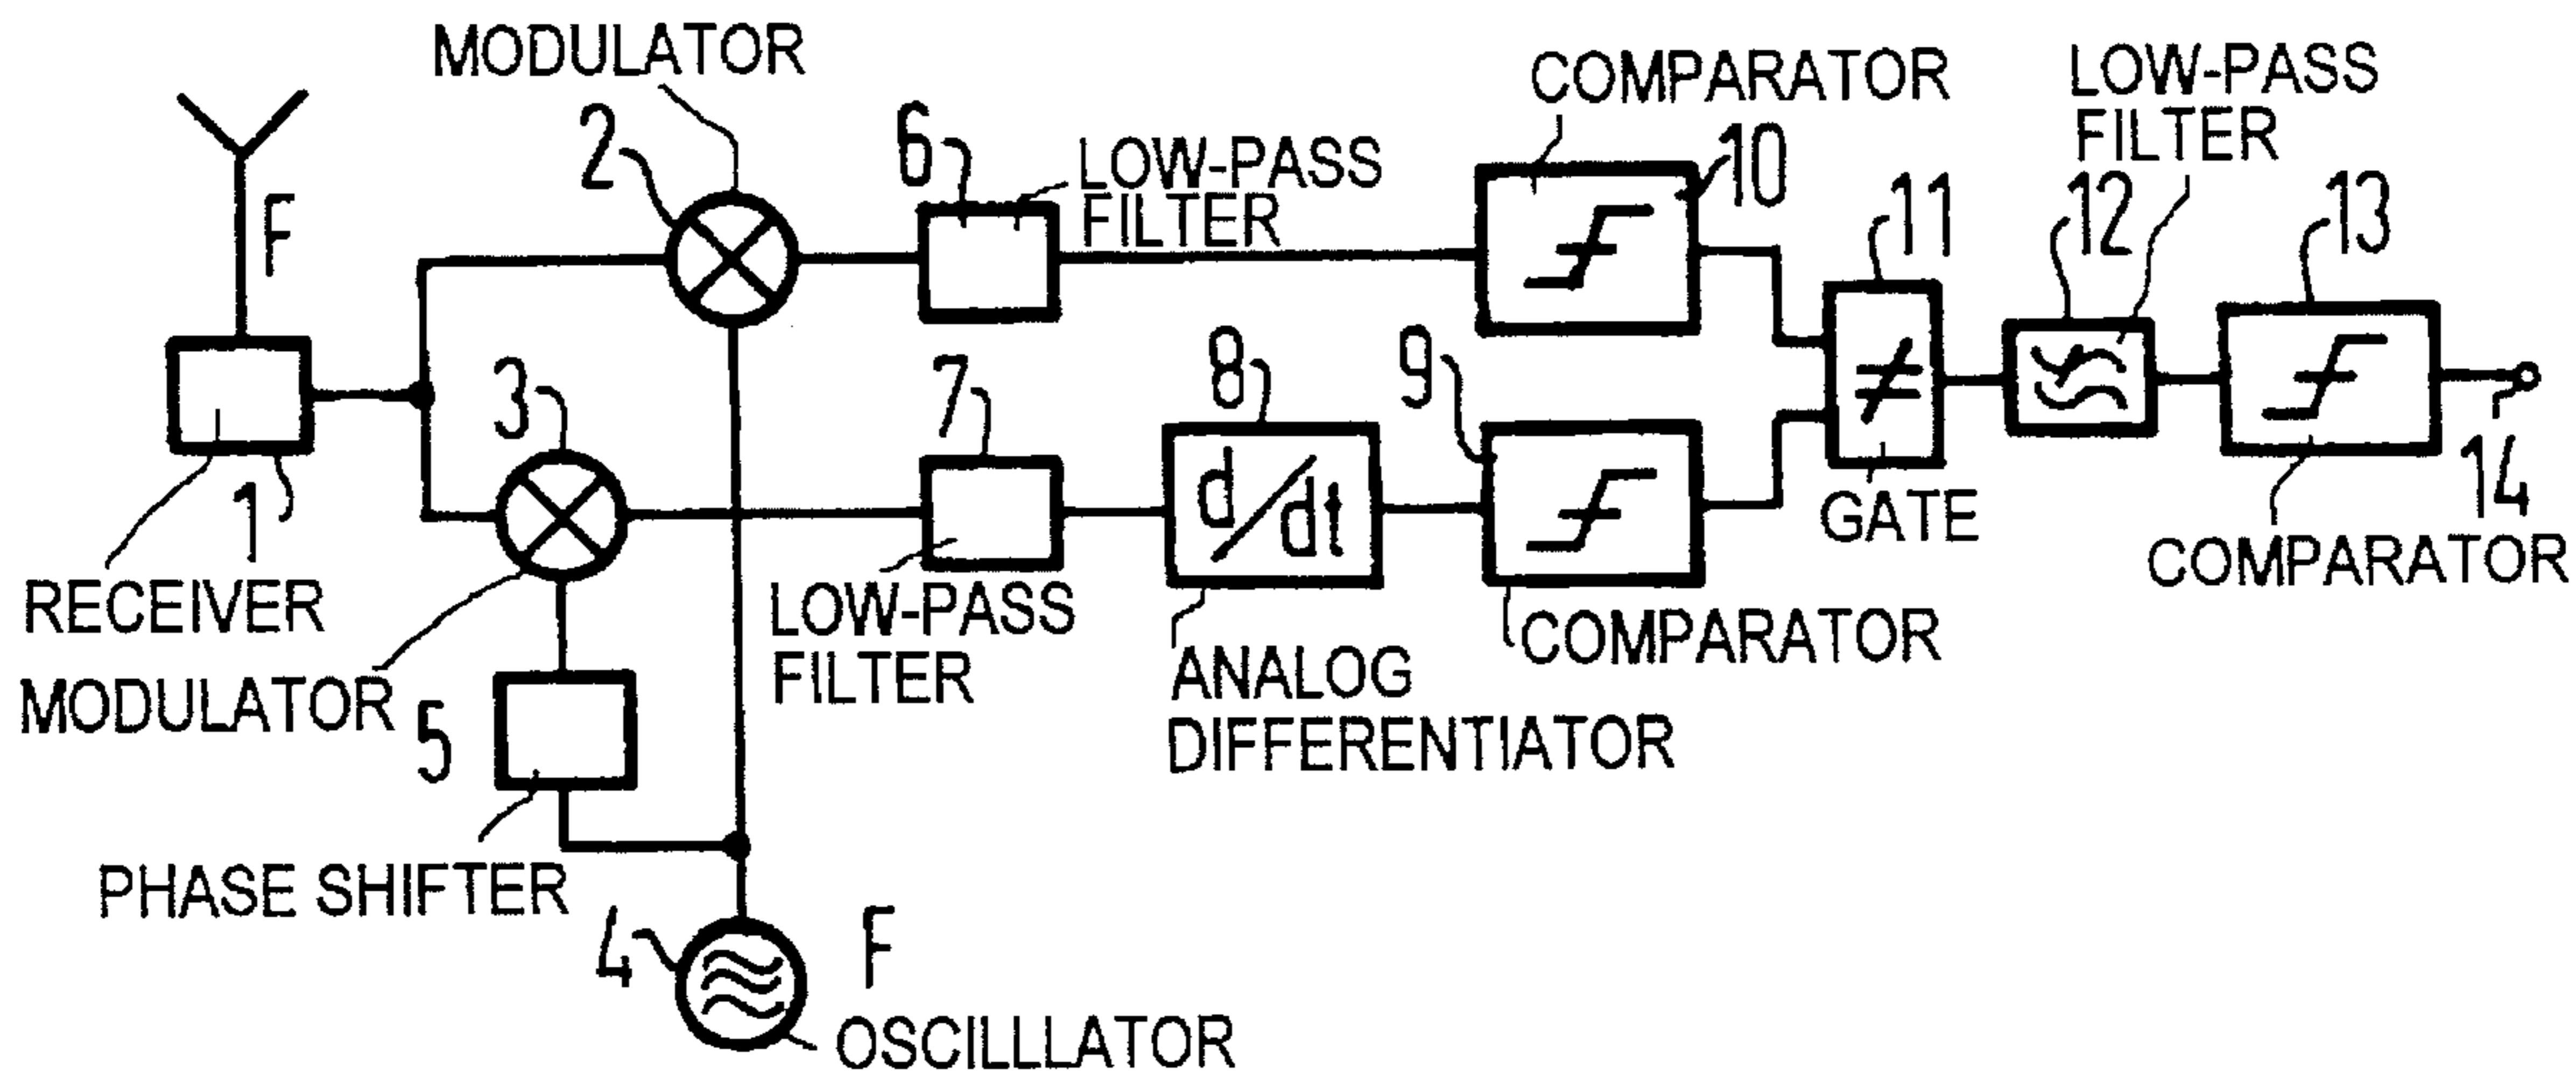 MODULATOR
COMPARATOR
LOW-PASS
FILTER
2
6
LOW-PASS
FILTER
10
11
12
13
F
3
7
8
9
d/dt
1
GATE
14
RECEIVER
LOW-PASS
FILTER
COMPARATOR
COMPARATOR
MODULATOR
5
ANALOG
DIFFERENTIATOR
PHASE SHIFTER
4
F
OSCILLLATOR